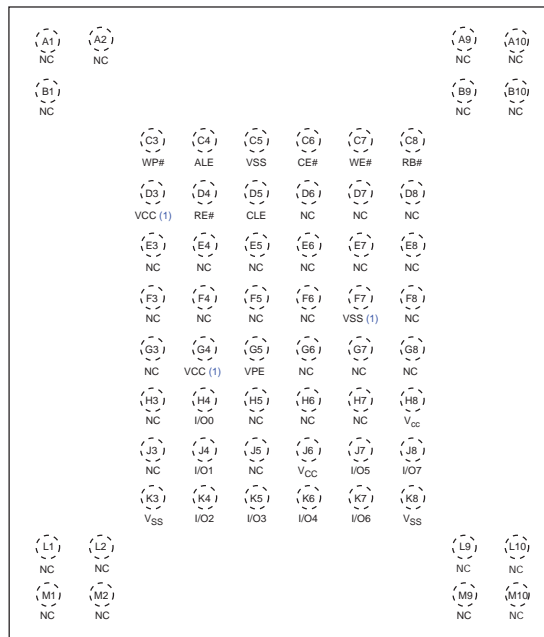 A1 A2 A9 A10
NC NC NC NC
B1 B9 B10
NC NC NC
C3 C4 C5 C6 C7 C8
WP# ALE VSS CE# WE# RB#
D3 D4 D5 D6 D7 D8
VCC (1) RE# CLE NC NC NC
E3 E4 E5 E6 E7 E8
NC NC NC NC NC NC
F3 F4 F5 F6 F7 F8
NC NC NC NC VSS (1) NC
G3 G4 G5 G6 G7 G8
NC VCC (1) VPE NC NC NC
H3 H4 H5 H6 H7 H8
NC I/O0 NC NC NC Vcc
J3 J4 J5 J6 J7 J8
NC I/O1 NC VCC I/O5 I/O7
K3 K4 K5 K6 K7 K8
VSS I/O2 I/O3 I/O4 I/O6 VSS
L1 L2 L9 L10
NC NC NC NC
M1 M2 M9 M10
NC NC NC NC